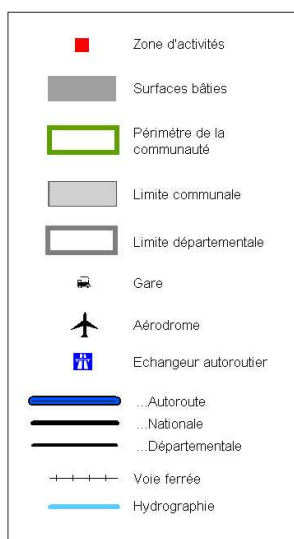 Zone d'activités
Surfaces bâties
Périmétre de la
communauté
Limite communale
Limite départementale
Gare
Aérodrome
Echangeur autoroutier
...Autoroute
...Nationale
...Départementale
Voie ferrée
Hydrographie